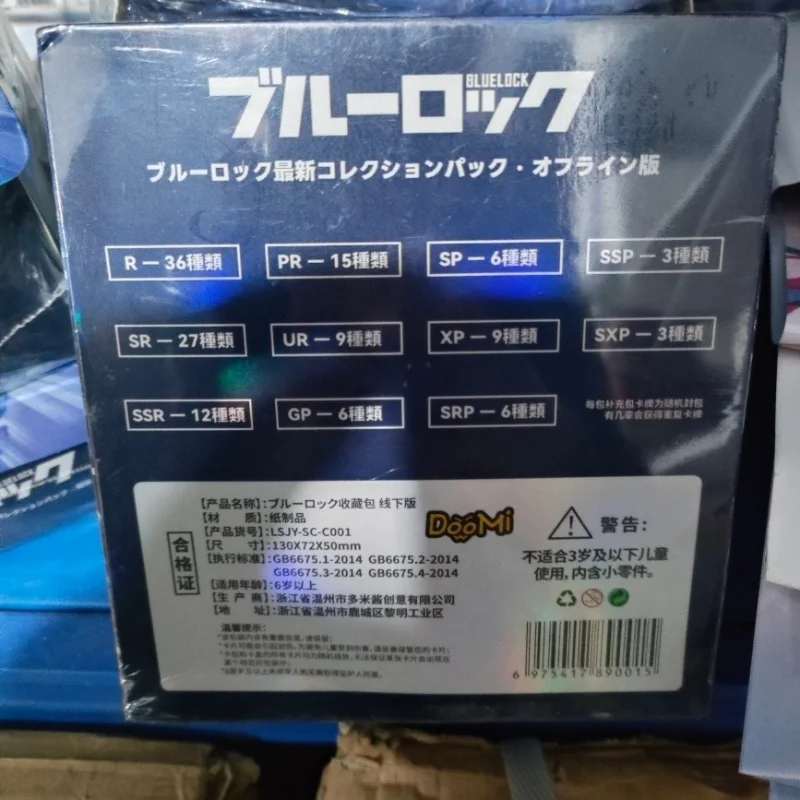 BLUELOCK
ブルーロック
ブルーロック最新コレクションパック・オフライン版
R — 36種類
PR — 15種類
SP — 6種類
SSP — 3種類
SR — 27種類
UR — 9種類
XP — 9種類
SXP — 3種類
SSR — 12種類
GP — 6種類
SRP — 6種類
每包补充包卡牌为随机封包
有几率会获得重复卡牌
合格证
【产品名称】:ブルーロック收藏包 线下版
【材 质】:纸制品
【产品货号】:LSJY-SC-C001
【尺 寸】:130X72X50mm
【执行标准】:GB6675.1-2014 GB6675.2-2014
GB6675.3-2014 GB6675.4-2014
【适用年龄】:6岁以上
【生 产 商】:浙江省温州市多米酱创意有限公司
【地 址】:浙江省温州市鹿城区黎明工业区
温馨提示:
DooMi
警告:
不适合3岁及以下儿童
使用,内含小零件。
6 975417 890015
ック